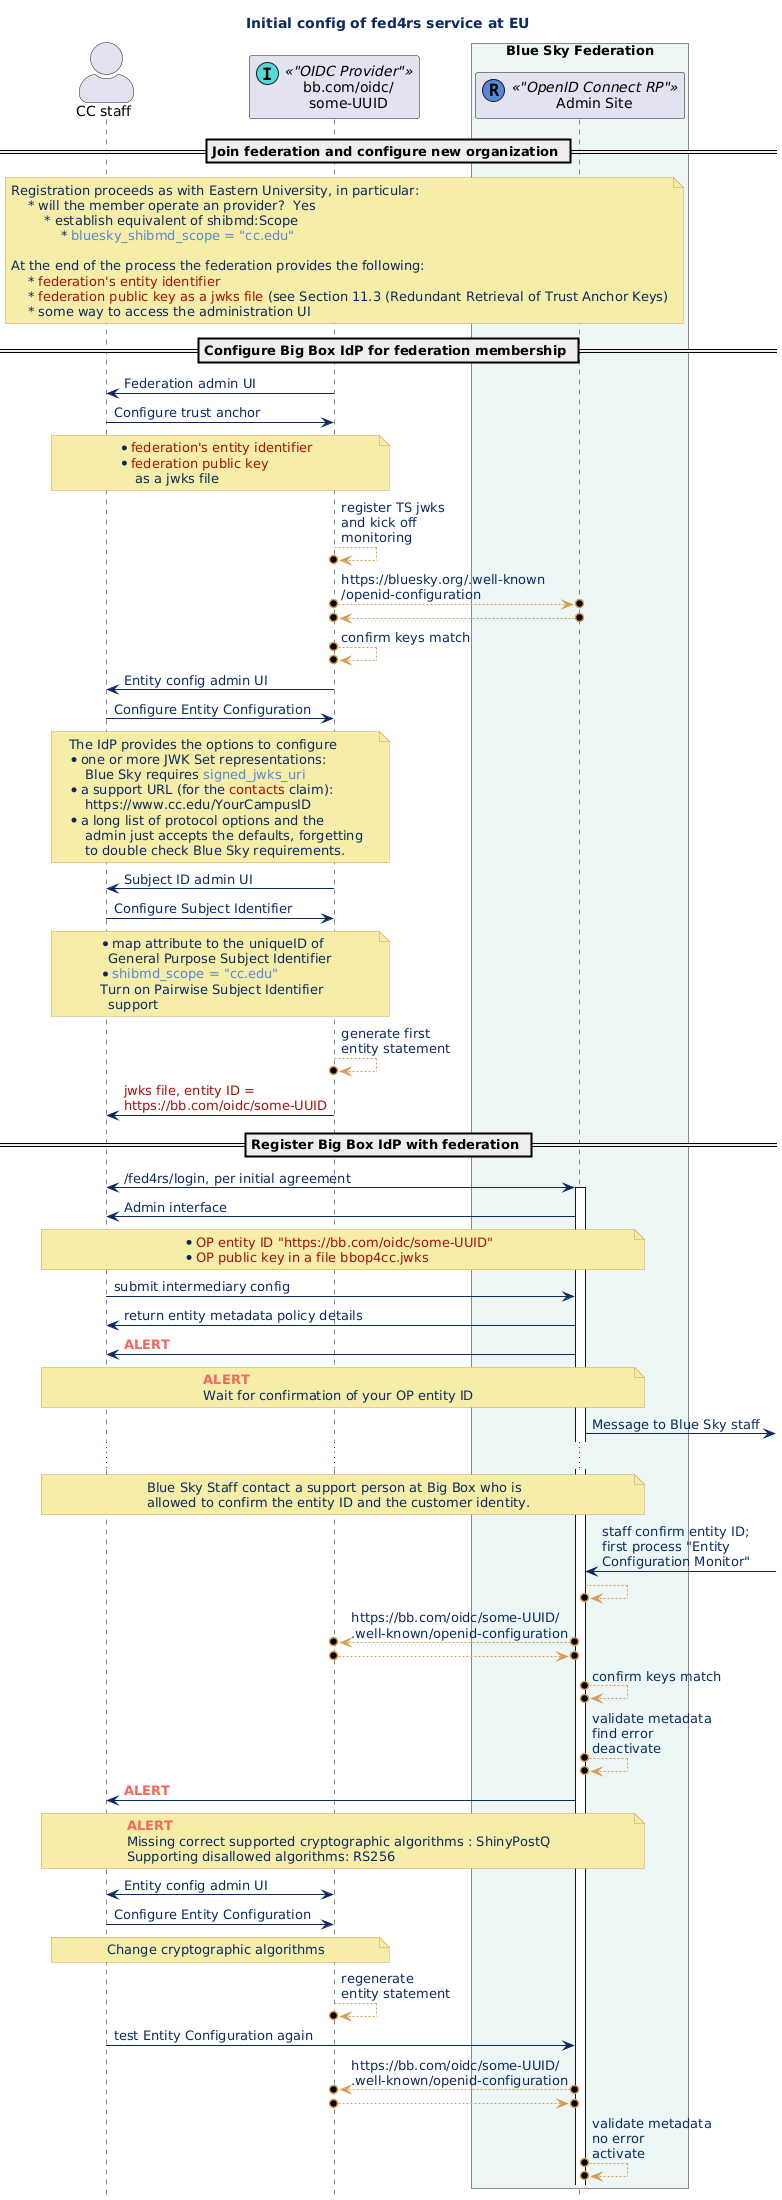 Initial config of fed4rs service at EU
Blue Sky Federation
CC staff
I
«"OIDC Provider"»
bb.com/oidc/
some-UUID
R
«"OpenID Connect RP"»
Admin Site
Join federation and configure new organization
Registration proceeds as with Eastern University, in particular:
* will the member operate an provider?  Yes
* establish equivalent of shibmd:Scope
* bluesky_shibmd_scope = "cc.edu"
At the end of the process the federation provides the following:
* federation's entity identifier
* federation public key as a jwks file (see Section 11.3 (Redundant Retrieval of Trust Anchor Keys)
* some way to access the administration UI
Configure Big Box IdP for federation membership
Federation admin UI
Configure trust anchor
• federation's entity identifier
• federation public key
as a jwks file
register TS jwks
and kick off
monitoring
https://bluesky.org/.well-known
/openid-configuration
confirm keys match
Entity config admin UI
Configure Entity Configuration
The IdP provides the options to configure
• one or more JWK Set representations:
Blue Sky requires signed_jwks_uri
• a support URL (for the contacts claim):
https://www.cc.edu/YourCampusID
• a long list of protocol options and the
admin just accepts the defaults, forgetting
to double check Blue Sky requirements.
Subject ID admin UI
Configure Subject Identifier
• map attribute to the uniqueID of
General Purpose Subject Identifier
• shibmd_scope = "cc.edu"
Turn on Pairwise Subject Identifier
support
generate first
entity statement
jwks file, entity ID =
https://bb.com/oidc/some-UUID
Register Big Box IdP with federation
/fed4rs/login, per initial agreement
Admin interface
• OP entity ID "https://bb.com/oidc/some-UUID"
• OP public key in a file bbop4cc.jwks
submit intermediary config
return entity metadata policy details
ALERT
ALERT
Wait for confirmation of your OP entity ID
Message to Blue Sky staff
Blue Sky Staff contact a support person at Big Box who is
allowed to confirm the entity ID and the customer identity.
staff confirm entity ID;
first process "Entity
Configuration Monitor"
https://bb.com/oidc/some-UUID/
.well-known/openid-configuration
confirm keys match
validate metadata
find error
deactivate
ALERT
ALERT
Missing correct supported cryptographic algorithms : ShinyPostQ
Supporting disallowed algorithms: RS256
Entity config admin UI
Configure Entity Configuration
Change cryptographic algorithms
regenerate
entity statement
test Entity Configuration again
https://bb.com/oidc/some-UUID/
.well-known/openid-configuration
validate metadata
no error
activate